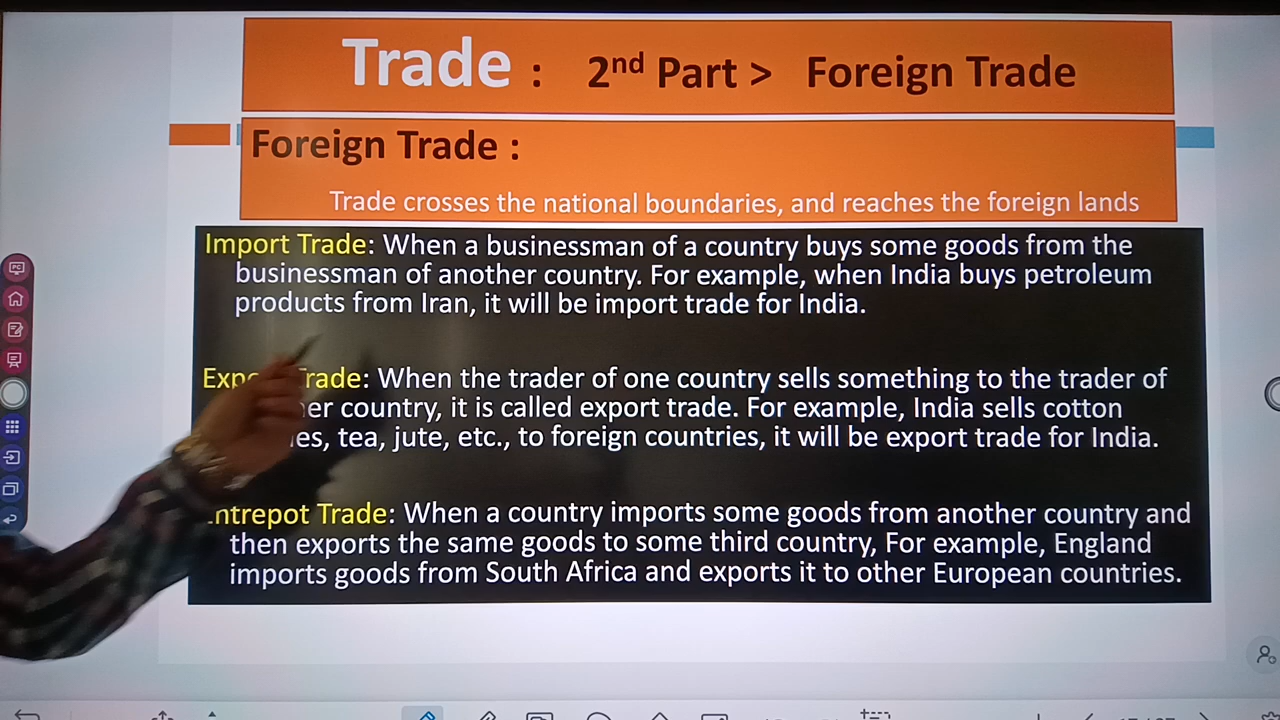 Trade : 2nd Part > Foreign Trade
Foreign Trade :
Trade crosses the national boundaries, and reaches the foreign lands
Import Trade: When a businessman of a country buys some goods from the
businessman of another country. For example, when India buys petroleum
products from Iran, it will be import trade for India.
Trade: When the trader of one country sells something to the trader of
country, it is called export trade. For example, India sells cotton
tea, jute, etc., to foreign countries, it will be export trade for India.
Trade: When a country imports some goods from another country and
then exports the same goods to some third country, For example, England
imports goods from South Africa and exports it to other European countries.